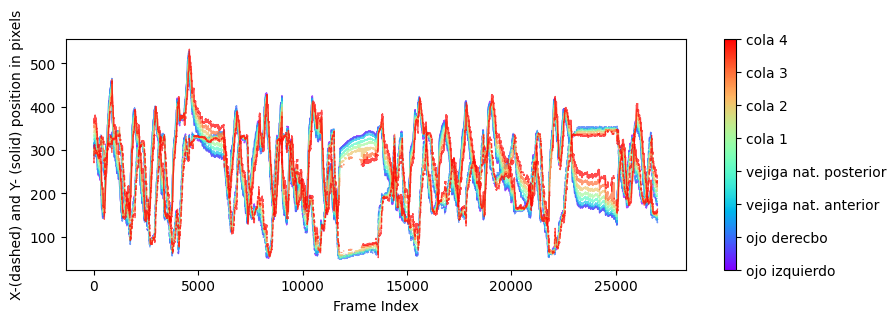 X-(dashed) and Y- (solid) position in pixels
500
400
300
200
100
0
5000
10000
15000
20000
25000
Frame Index
cola 4
cola 3
cola 2
cola 1
vejiga nat. posterior
vejiga nat. anterior
ojo derecbo
ojo izquierdo